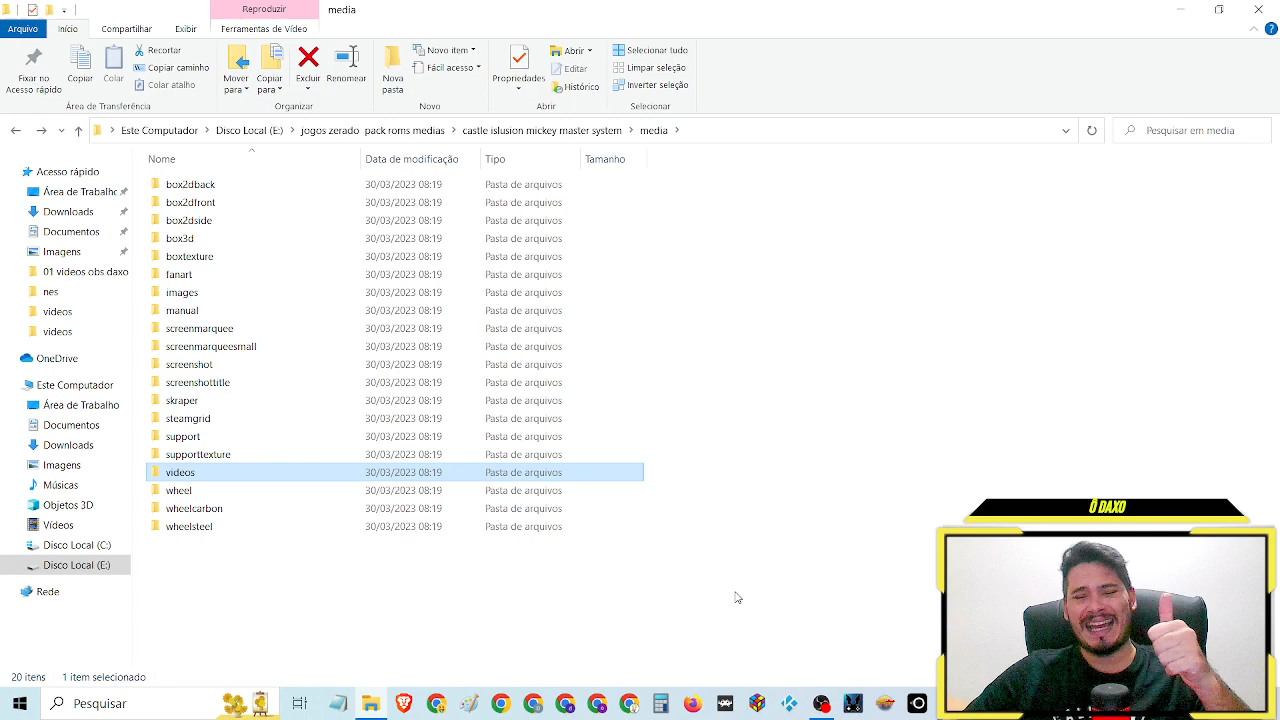 Reproduzir
media
Arquivo
Início
Compartilhar
Exibir
Ferramentas de Vídeo
Fixar no
Acesso rápido
Copiar
Colar
Recortar
Copiar caminho
Colar atalho
Área de Transferência
Mover
para
Copiar
para
Excluir
Renomear
Organizar
Nova
pasta
Novo item
Fácil acesso
Novo
Propriedades
Abrir
Editar
Histórico
Abrir
Selecionar tudo
Limpar seleção
Inverter seleção
Selecionar
Este Computador > Disco Local (E:) > jogos zerado pack roms medias > castle islusion mickey master system > media >
Pesquisar em media
Nome Data de modificação Tipo Tamanho
Acesso rápido
Área de Trabalho
Downloads
Documentos
Imagens
01 videos obs daxo
nes
videos
videos
OneDrive
Este Computador
Área de Trabalho
Documentos
Downloads
Imagens
Músicas
Objetos 3D
Vídeos
Disco Local (C:)
Disco Local (E:)
Rede
box2dback 30/03/2023 08:19 Pasta de arquivos
box2dfront 30/03/2023 08:19 Pasta de arquivos
box2dside 30/03/2023 08:19 Pasta de arquivos
box3d 30/03/2023 08:19 Pasta de arquivos
boxtexture 30/03/2023 08:19 Pasta de arquivos
fanart 30/03/2023 08:19 Pasta de arquivos
images 30/03/2023 08:19 Pasta de arquivos
manual 30/03/2023 08:19 Pasta de arquivos
screenmarquee 30/03/2023 08:19 Pasta de arquivos
screenmarqueesmall 30/03/2023 08:19 Pasta de arquivos
screenshot 30/03/2023 08:19 Pasta de arquivos
screenshottitle 30/03/2023 08:19 Pasta de arquivos
skraper 30/03/2023 08:19 Pasta de arquivos
steamgrid 30/03/2023 08:19 Pasta de arquivos
support 30/03/2023 08:19 Pasta de arquivos
supporttexture 30/03/2023 08:19 Pasta de arquivos
videos 30/03/2023 08:19 Pasta de arquivos
wheel 30/03/2023 08:19 Pasta de arquivos
wheelcarbon 30/03/2023 08:19 Pasta de arquivos
wheelsteel 30/03/2023 08:19 Pasta de arquivos
Ô DAXO
20 itens 1 item selecionado
Pesquisar